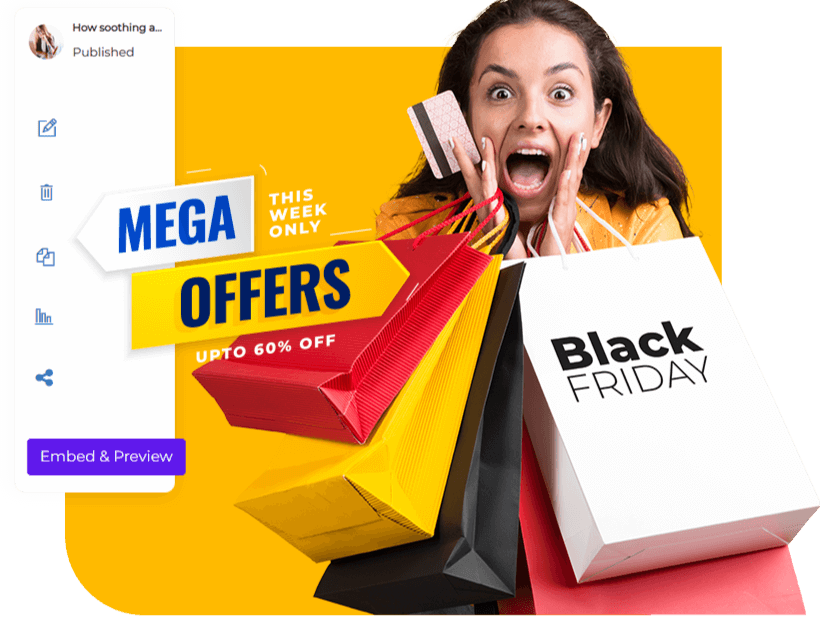 How soothing a...
Published
MEGA
THIS
WEEK
ONLY
OFFERS
UPTO 60% OFF
Black
FRIDAY
Embed & Preview